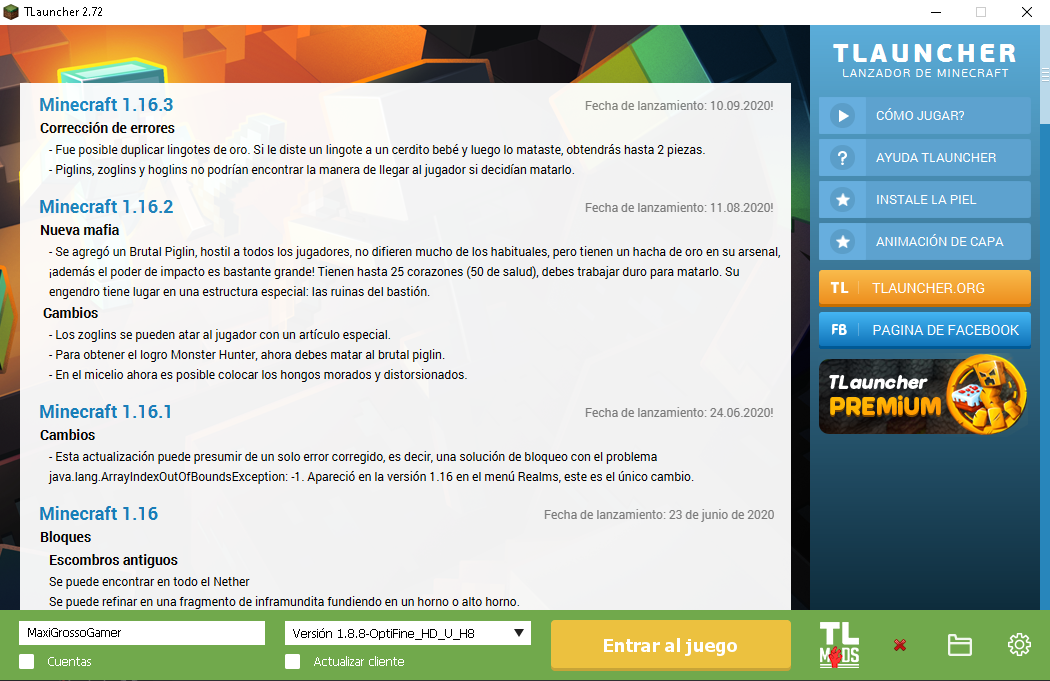 TLauncher 2.72
Minecraft 1.16.3
Fecha de lanzamiento: 10.09.2020!
Corrección de errores
- Fue posible duplicar lingotes de oro. Si le diste un lingote a un cerdito bebé y luego lo mataste, obtendrás hasta 2 piezas.
- Piglins, zoglins y hoglins no podrían encontrar la manera de llegar al jugador si decidían matarlo.
Minecraft 1.16.2
Fecha de lanzamiento: 11.08.2020!
Nueva mafia
- Se agregó un Brutal Piglin, hostil a todos los jugadores, no difieren mucho de los habituales, pero tienen un hacha de oro en su arsenal,
¡además el poder de impacto es bastante grande! Tienen hasta 25 corazones (50 de salud), debes trabajar duro para matarlo. Su
engendro tiene lugar en una estructura especial: las ruinas del bastión.
Cambios
- Los zoglins se pueden atar al jugador con un artículo especial.
- Para obtener el logro Monster Hunter, ahora debes matar al brutal piglin.
- En el micelio ahora es posible colocar los hongos morados y distorsionados.
Minecraft 1.16.1
Fecha de lanzamiento: 24.06.2020!
Cambios
- Esta actualización puede presumir de un solo error corregido, es decir, una solución de bloqueo con el problema
java.lang.ArrayIndexOutOfBoundsException: -1. Apareció en la versión 1.16 en el menú Realms, este es el único cambio.
Minecraft 1.16
Fecha de lanzamiento: 23 de junio de 2020
Bloques
Escombros antiguos
Se puede encontrar en todo el Nether
Se puede refinar en una fragmento de inframundita fundiendo en un horno o alto horno.
TLAUNCHER
LANZADOR DE MINECRAFT
CÓMO JUGAR?
? AYUDA TLAUNCHER
INSTALE LA PIEL
ANIMACIÓN DE CAPA
TL TLAUNCHER.ORG
FB PAGINA DE FACEBOOK
TLauncher
PREMiUM
MaxiGrossoGamer
Cuentas
Versión 1.8.8-OptiFine_HD_U_H8
Actualizar cliente
Entrar al juego
TL
MODS